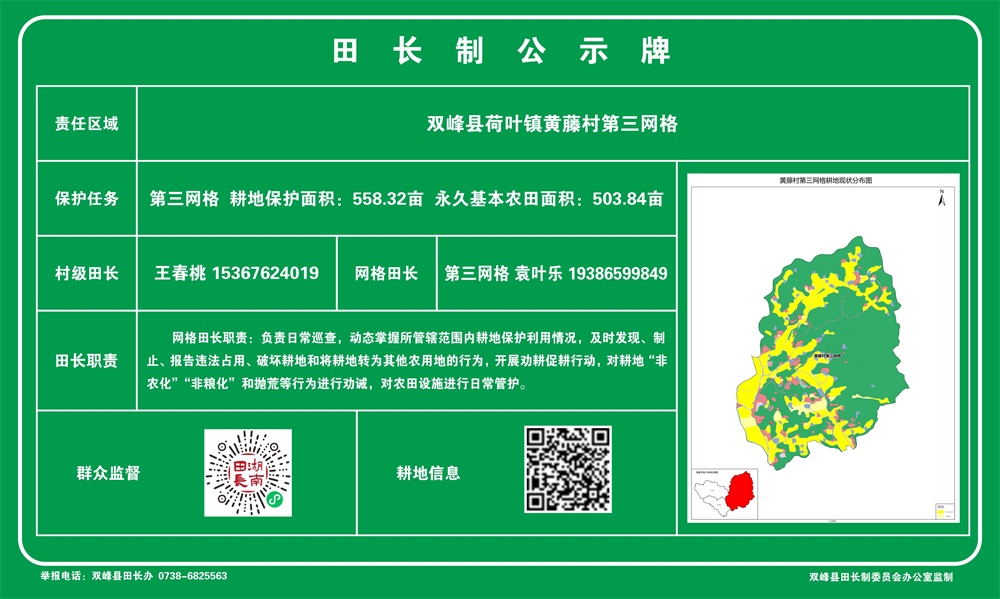 田长制公示牌
责任区域
双峰县荷叶镇黄藤村第三网格
保护任务
第三网格 耕地保护面积：558.32亩 永久基本农田面积：503.84亩
村级田长
王春桃 15367624019
网格田长
第三网格 袁叶乐 19386599849
田长职责
网格田长职责：负责日常巡查，动态掌握所管辖范围内耕地保护利用情况，及时发现、制
止、报告违法占用、破坏耕地和将耕地转为其他农用地的行为，开展劝耕促耕行动，对耕地“非
农化”“非粮化”和抛荒等行为进行劝诫，对农田设施进行日常管护。
群众监督
湖南田長
耕地信息
黄藤村第三网格耕地现状分布图
N
黄藤村第三网格
举报电话：双峰县田长办 0738-6825563
双峰县田长制委员会办公室监制